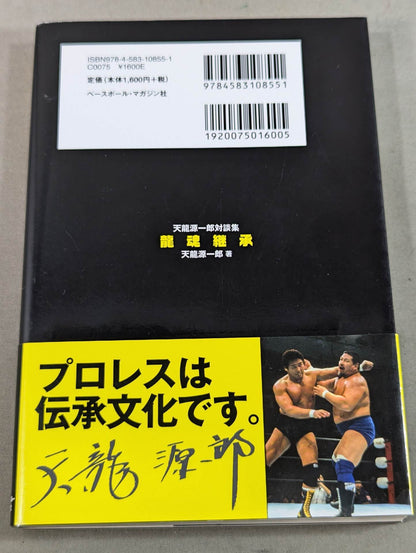 ISBN978-4-583-10855-1
C0075 ¥1600E
定価(本体1,600円+税)
ベースボール・マガジン社
9784583108551
1920075016005
天龍源一郎対談集
龍魂継承
天龍源一郎 著
プロレスは
伝承文化です。
天龍 源一郎